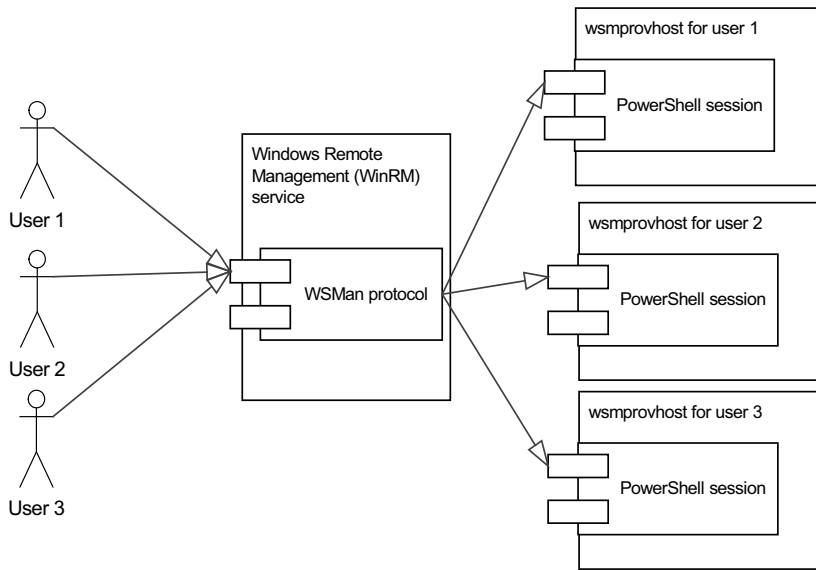 wsmprovhost for user 1
PowerShell session
User 1
Windows Remote
Management (WinRM)
service
WSMan protocol
wsmprovhost for user 2
PowerShell session
User 2
wsmprovhost for user 3
PowerShell session
User 3